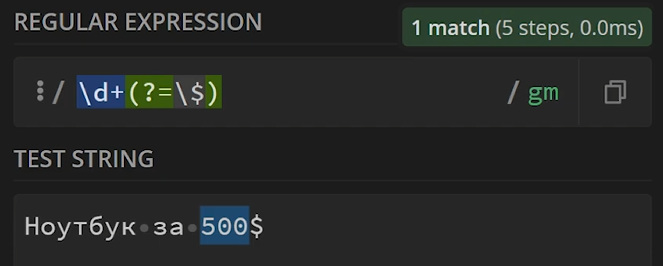 REGULAR EXPRESSION
1 match (5 steps, 0.0ms)
/ \d+(?=\$) / gm
TEST STRING
Ноутбук·за·500$